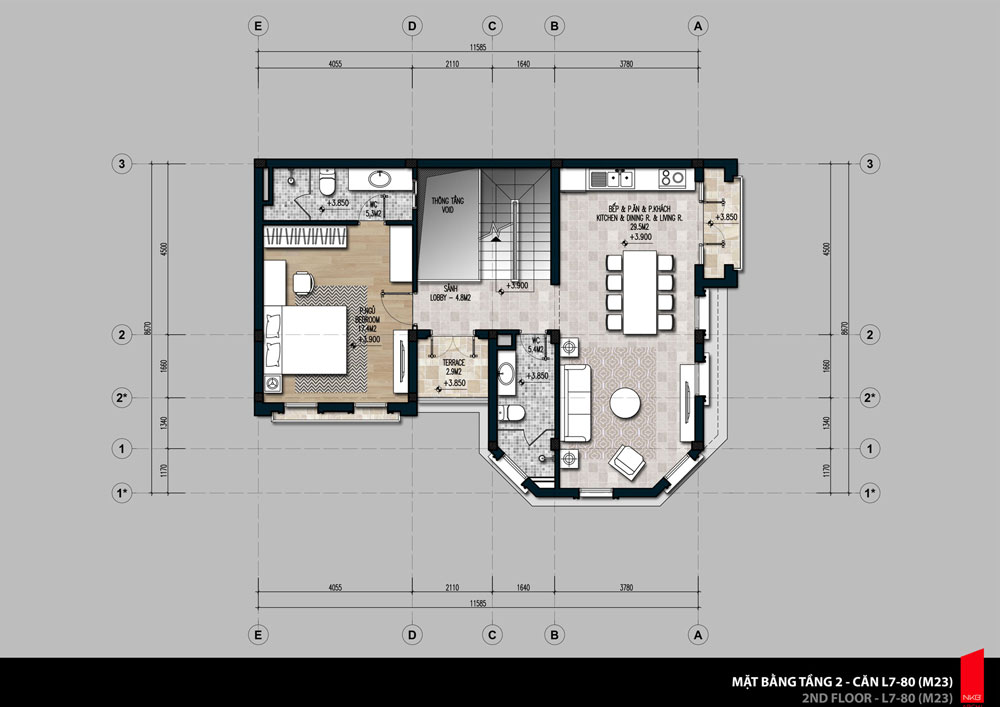 E D C B A
11585
4055 2110 1640 3780
3 3
THÔNG TẦNG
VOID
+3.850
WC
5.3M2
BẾP & P.ĂN & P.KHÁCH
KITCHEN & DINING R. & LIVING R.
29.5M2
+3.900
+3.850
4500 4500
+3.900
SẢNH
LOBBY - 4.8M2
P.NGỦ
BEDROOM
17.4M2
+3.900
8670 8670
2 2
WC
5.4M2
+3.850
TERRACE
2.9M2
+3.850
1660 1660
2* 2*
1340 1340
1 1
1170 1170
1* 1*
4055 2110 1640 3780
11585
E D C B A
MẶT BẰNG TẦNG 2 - CĂN L7-80 (M23)
2ND FLOOR - L7-80 (M23)